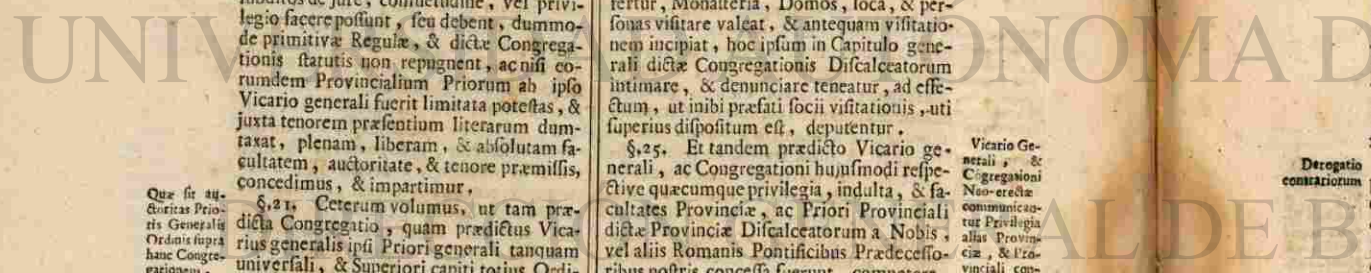 legio facere possunt, seu debent, dummo-
de primitivæ Regulæ, & dictæ Congrega-
tionis statutis non repugnent, ac nisi eo-
rumdem Provincialium Priorum ab ipso
Vicario generali fuerit limitata potestas, &
juxta tenorem præsentium literarum dum-
taxat, plenam, liberam, & absolutam fa-
cultatem, auctoritate, & tenore præmissis,
concedimus, & impartimur.
Quæ sit au-
ctoritas Prio-
ris Generalis
Ordinis supra
hanc Congre-
gationem.
§.21. Ceterum volumus, ut tam præ-
dicta Congregatio, quam prædictus Vica-
rius generalis ipsi Priori generali tanquam
universali, & Superiori capiti totius Ordi-
fertur, Monasteria, Domos, loca, & per-
sonas visitare valeat, & antequam visitatio-
nem incipiat, hoc ipsum in Capitulo gene-
rali dictæ Congregationis Discalceatorum
intimare, & denunciare teneatur, ad effe-
ctum, ut inibi præfati socii visitationis, uti
superius dispositum est, deputentur.
§.25. Et tandem prædicto Vicario ge-
nerali, ac Congregationi hujusmodi respe-
ctive quæcumque privilegia, indulta, & fa-
cultates Provinciæ, ac Priori Provinciali
dictæ Provinciæ Discalceatorum a Nobis,
vel aliis Romanis Pontificibus Prædecesso-
ribus nostris concessa fuerunt, competere
Vicario Ge-
nerali, &
Cõgregationi
Neo-erectæ
communican-
tur Privilegia
alias Provin-
ciæ, & Pro-
vinciali con-
Derogatio
contrariorum